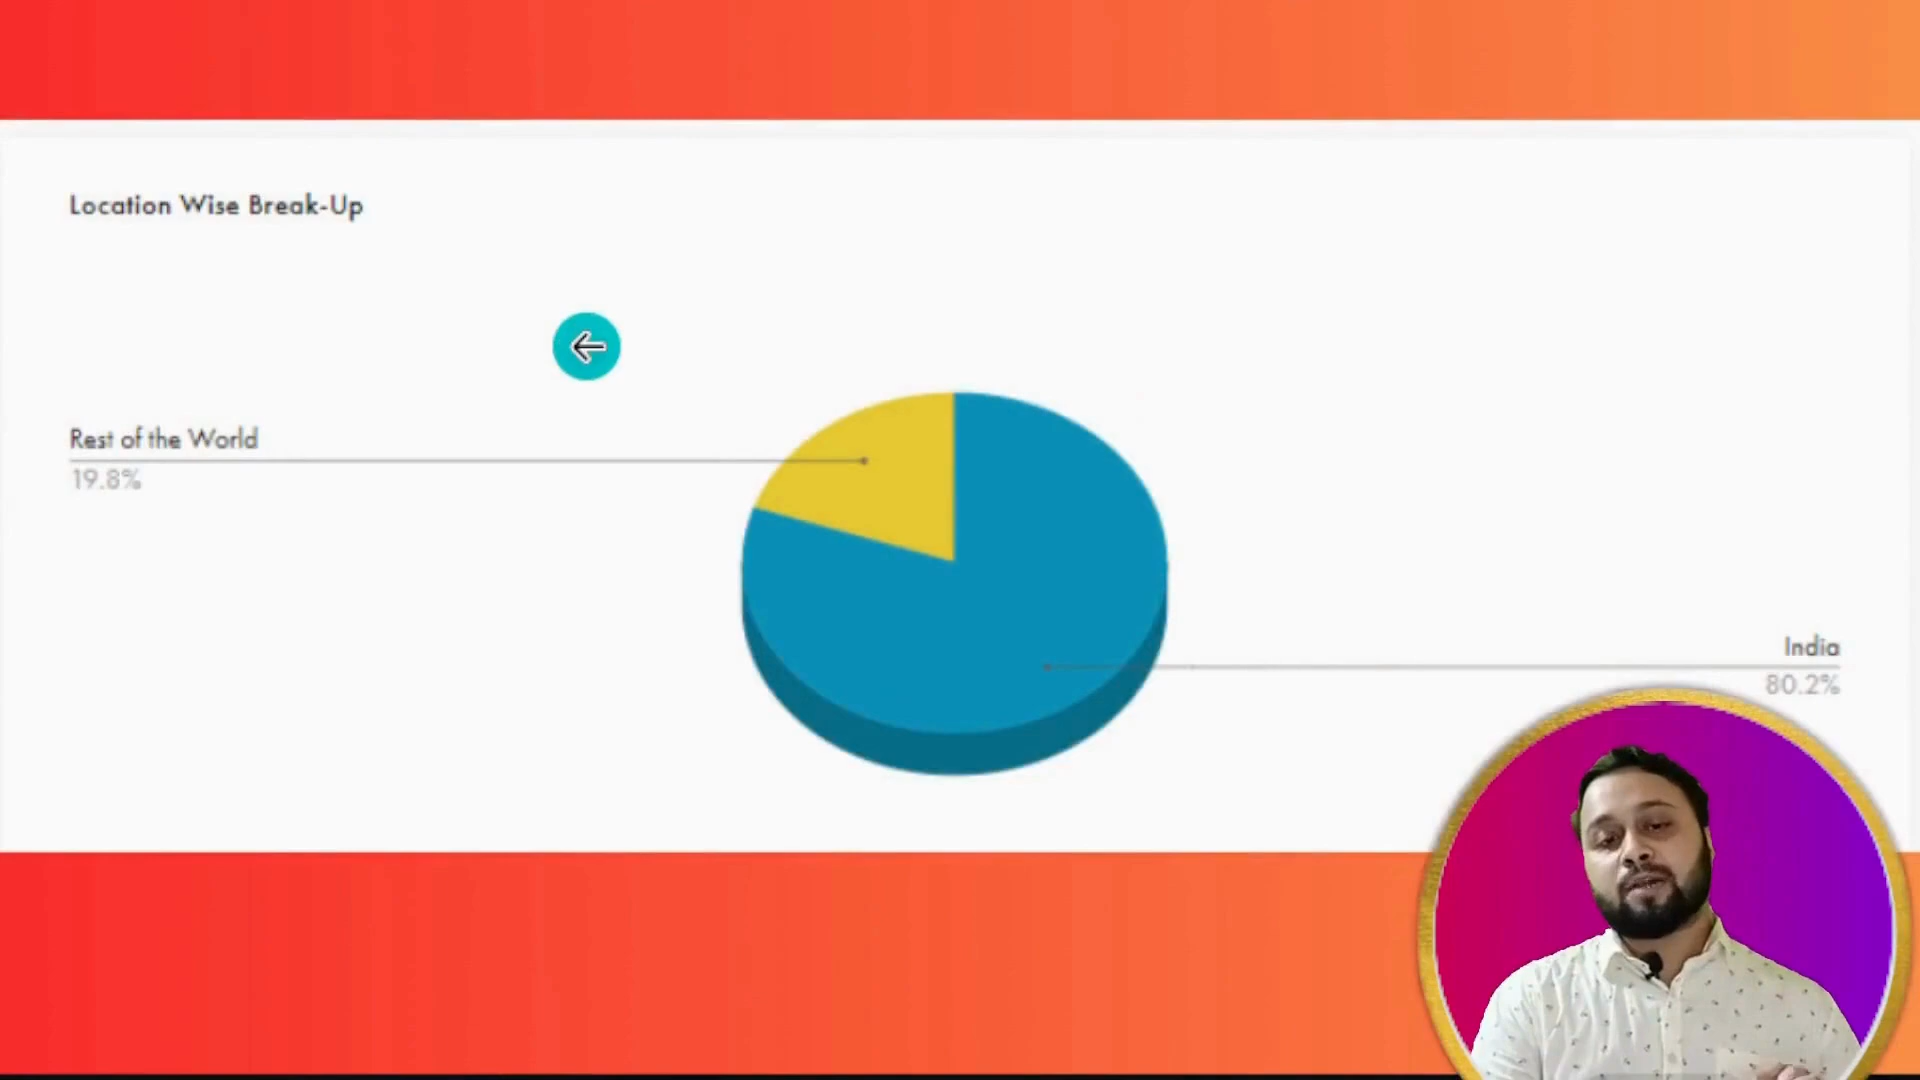 Location Wise Break-Up
Rest of the World
19.8%
India
80.2%